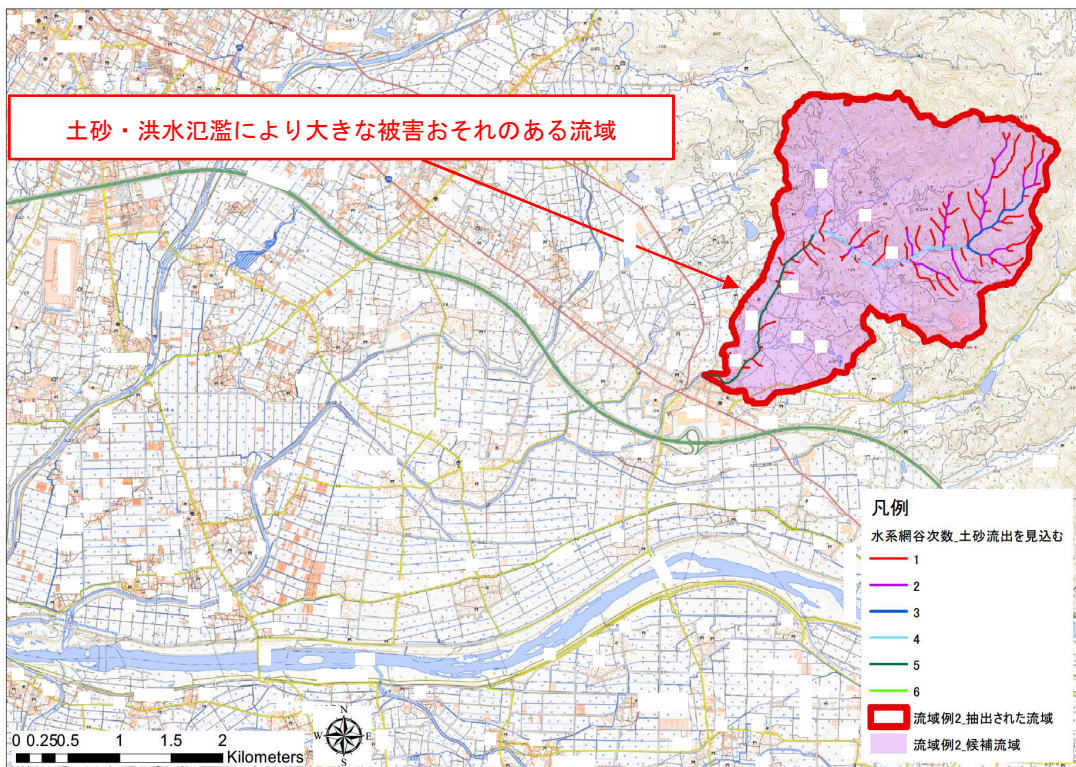 土砂・洪水氾濫により大きな被害おそれのある流域
凡例
水系網谷次数_土砂流出を見込む
1
2
3
4
5
6
流域例2_抽出された流域
流域例2_候補流域
N
W E
S
0 0.25 0.5 1 1.5 2
Kilometers